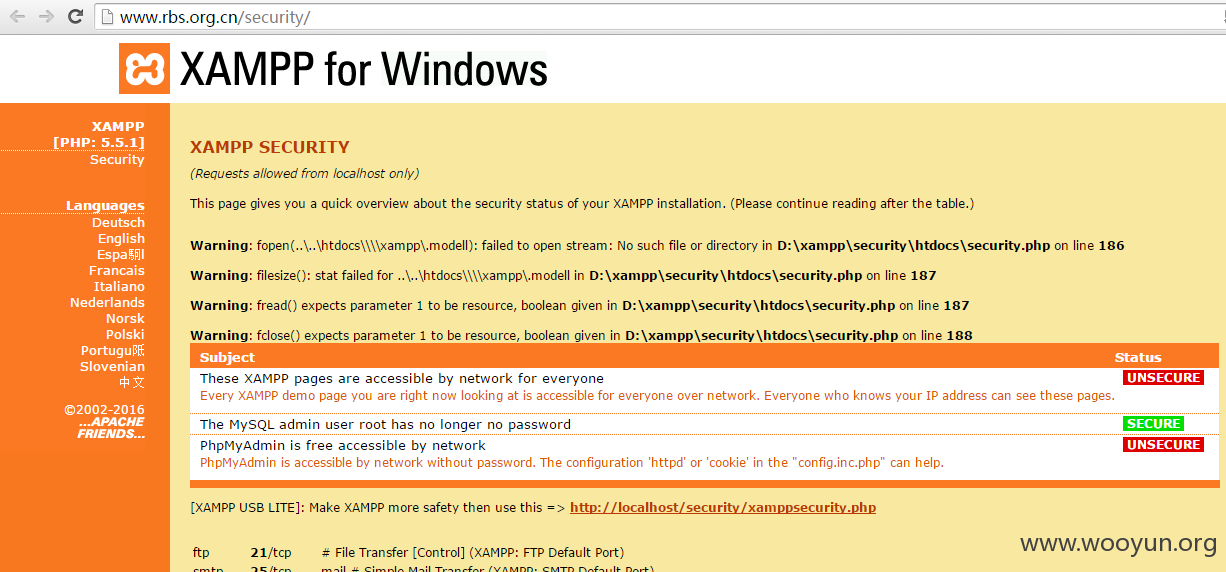 www.rbs.org.cn/security/
XAMPP for Windows
XAMPP
[PHP: 5.5.1]
Security
Languages
Deutsch
English
Espa駉l
Francais
Italiano
Nederlands
Norsk
Polski
Portugu阺
Slovenian
中文
©2002-2016
...APACHE
FRIENDS...
XAMPP SECURITY
(Requests allowed from localhost only)
This page gives you a quick overview about the security status of your XAMPP installation. (Please continue reading after the table.)
Warning: fopen(..\..\htdocs\\\\xampp\.modell): failed to open stream: No such file or directory in D:\xampp\security\htdocs\security.php on line 186
Warning: filesize(): stat failed for ..\..\htdocs\\\\xampp\.modell in D:\xampp\security\htdocs\security.php on line 187
Warning: fread() expects parameter 1 to be resource, boolean given in D:\xampp\security\htdocs\security.php on line 187
Warning: fclose() expects parameter 1 to be resource, boolean given in D:\xampp\security\htdocs\security.php on line 188
Subject Status
These XAMPP pages are accessible by network for everyone UNSECURE
Every XAMPP demo page you are right now looking at is accessible for everyone over network. Everyone who knows your IP address can see these pages.
The MySQL admin user root has no longer no password SECURE
PhpMyAdmin is free accessible by network UNSECURE
PhpMyAdmin is accessible by network without password. The configuration 'httpd' or 'cookie' in the "config.inc.php" can help.
[XAMPP USB LITE]: Make XAMPP more safety then use this => http://localhost/security/xamppsecurity.php
ftp 21/tcp # File Transfer [Control] (XAMPP: FTP Default Port)
smtp 25/tcp mail # Simple Mail Transfer (XAMPP: SMTP Default Port)
www.wooyun.org